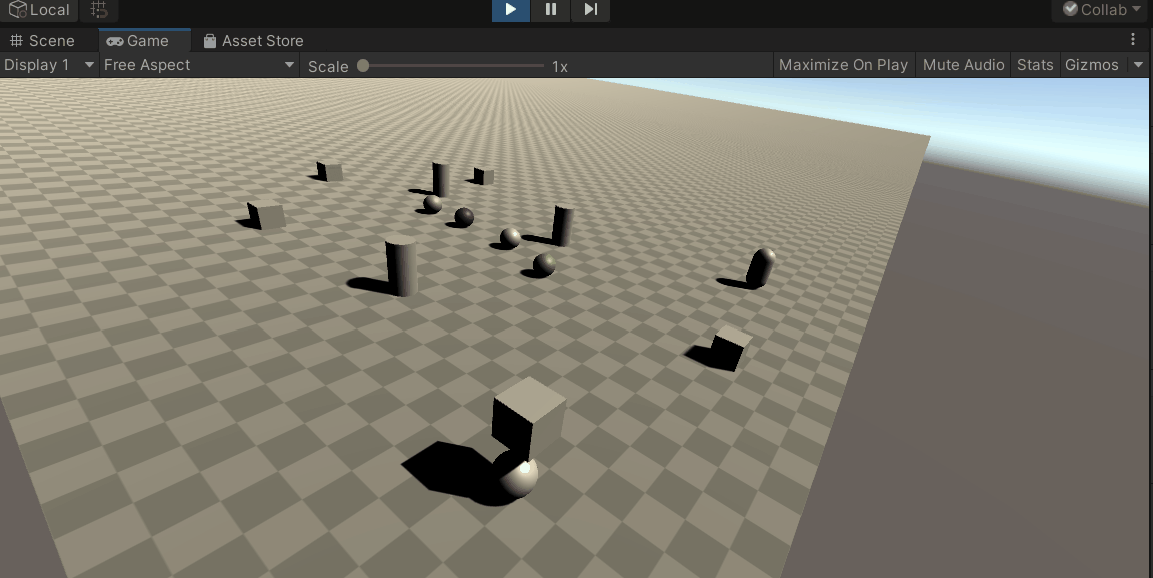 Local
Collab
Scene Game Asset Store
Display 1 Free Aspect Scale 1x Maximize On Play Mute Audio Stats Gizmos